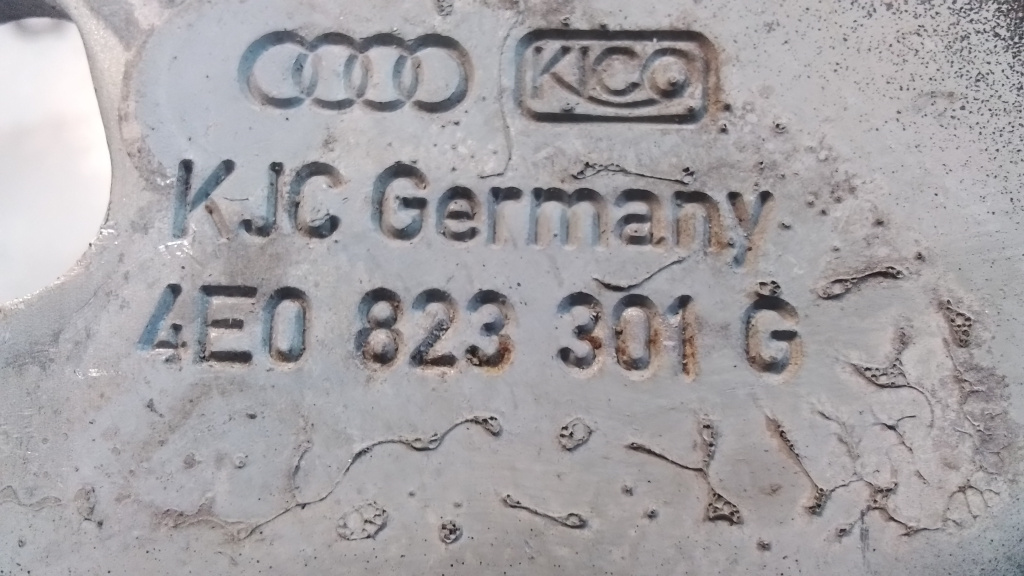 KICO
KJC Germany
4E0 823 301 G